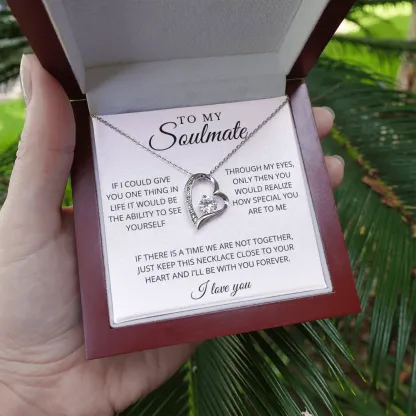 TO MY
Soulmate
IF I COULD GIVE
YOU ONE THING IN
LIFE IT WOULD BE
THE ABILITY TO SEE
YOURSELF
THROUGH MY EYES,
ONLY THEN YOU
WOULD REALIZE
HOW SPECIAL YOU
ARE TO ME
IF THERE IS A TIME WE ARE NOT TOGETHER,
JUST KEEP THIS NECKLACE CLOSE TO YOUR
HEART AND I'LL BE WITH YOU FOREVER.
I love you